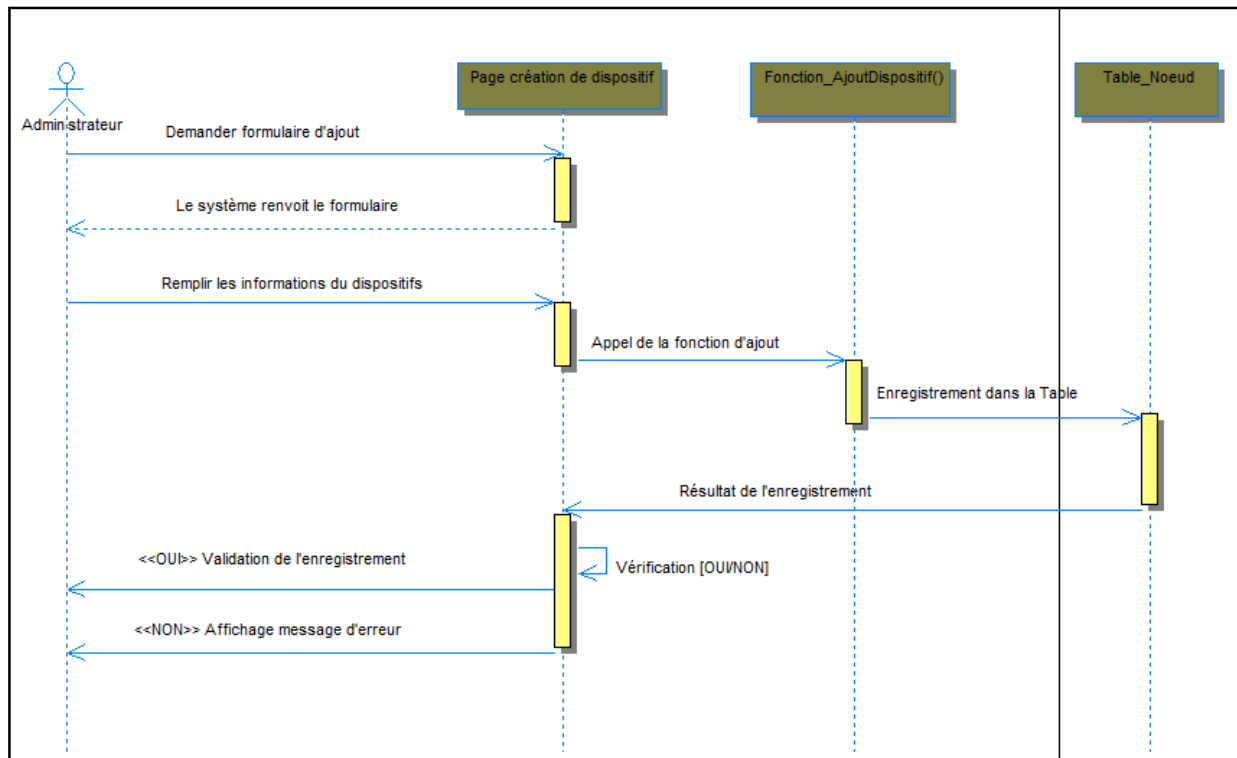 Page création de dispositif
Fonction_AjoutDispositif()
Table_Noeud
Administrateur
Demander formulaire d'ajout
Le système renvoit le formulaire
Remplir les informations du dispositifs
Appel de la fonction d'ajout
Enregistrement dans la Table
Résultat de l'enregistrement
<<OUI>> Validation de l'enregistrement
Vérification [OUI/NON]
<<NON>> Affichage message d'erreur